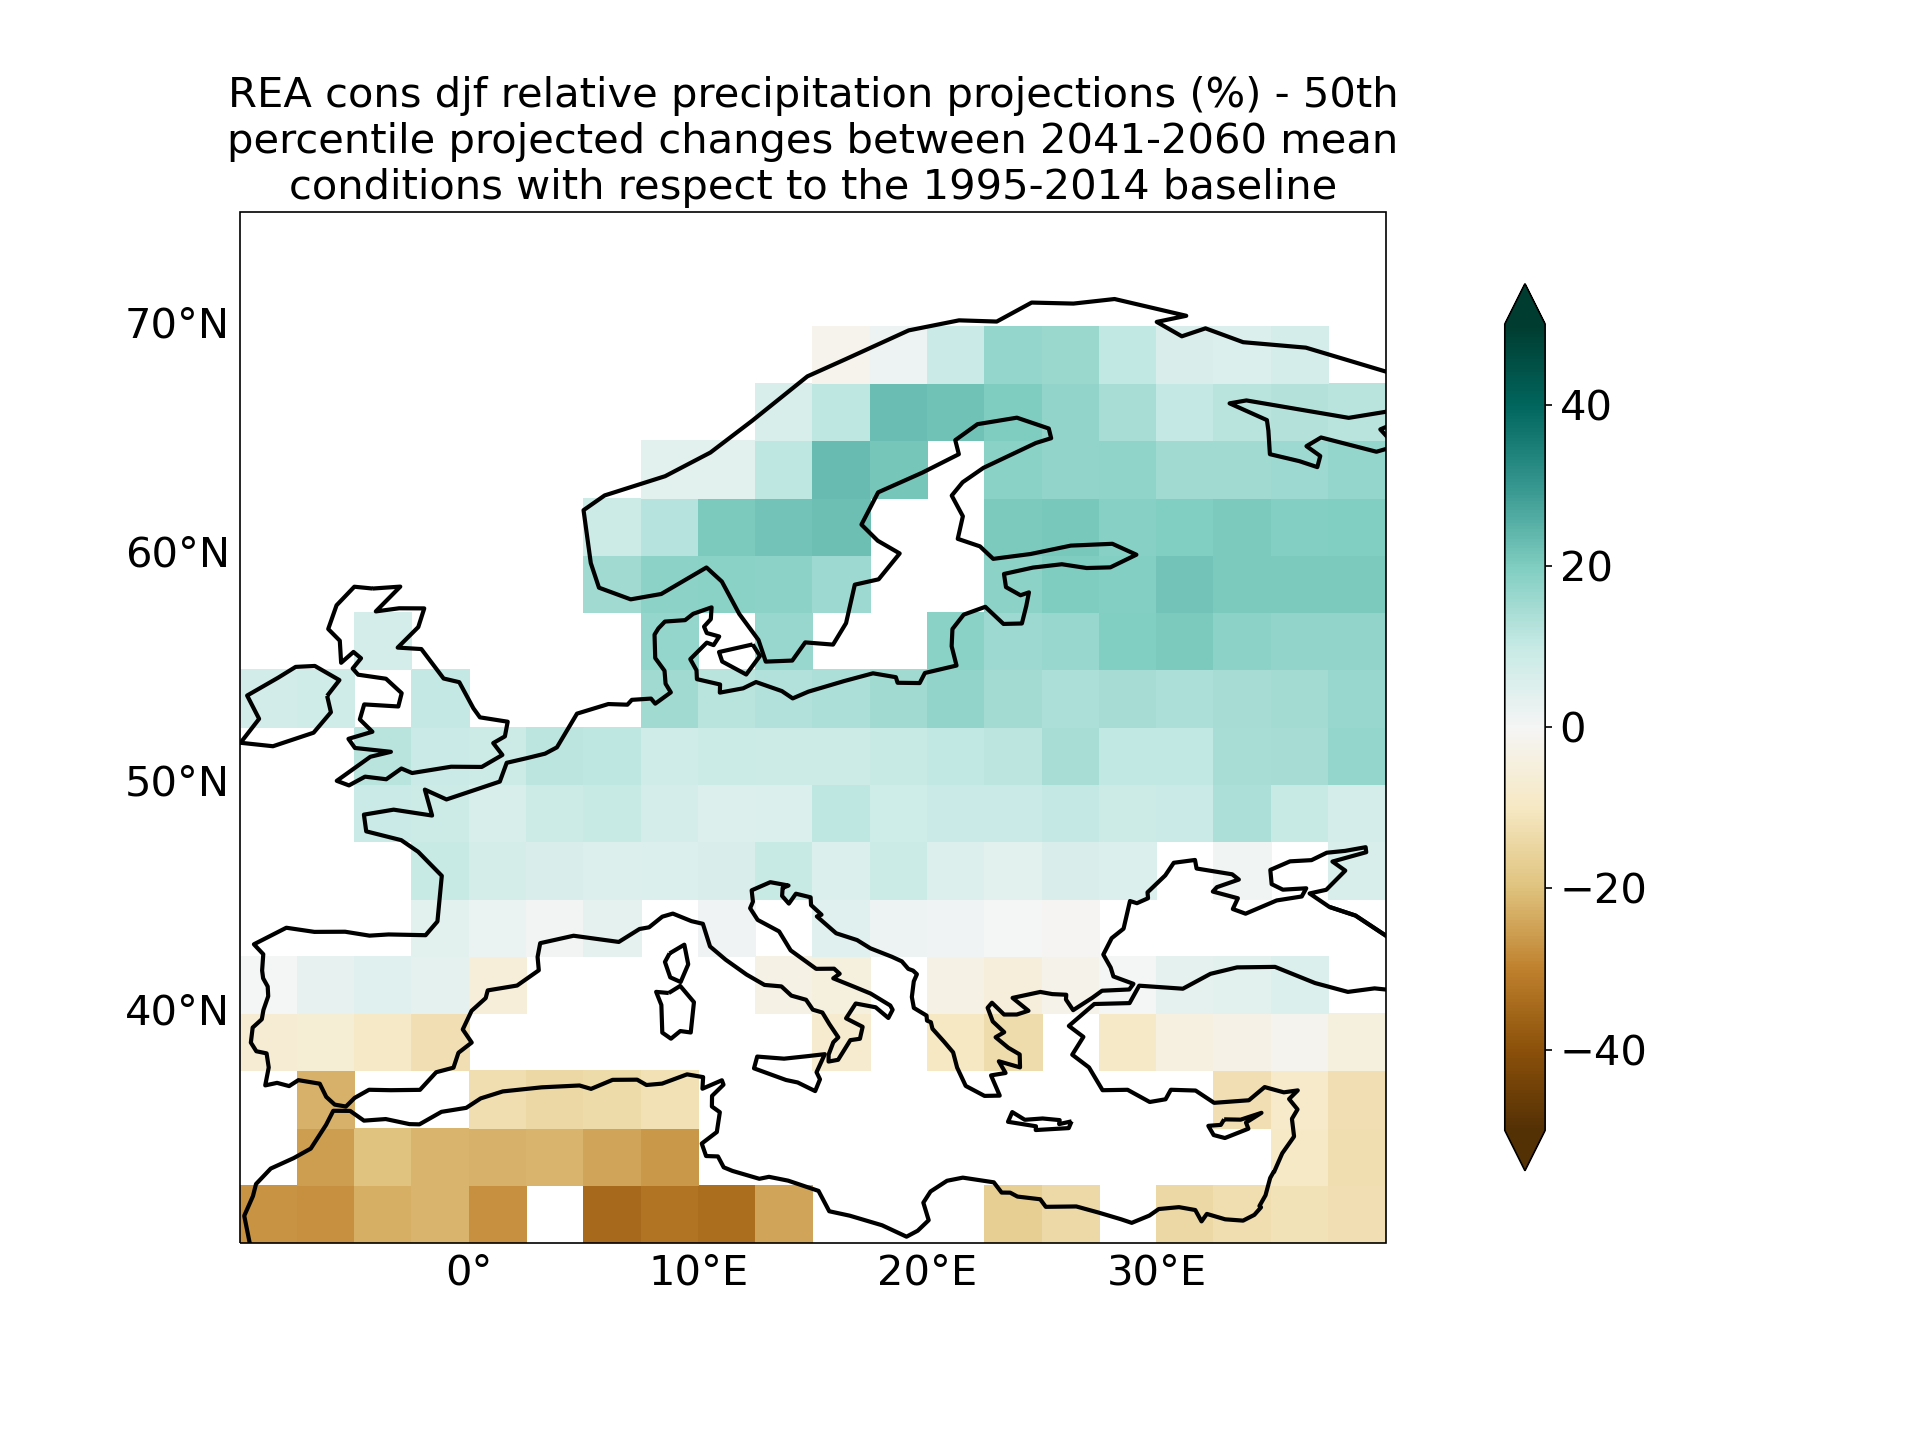 REA cons djf relative precipitation projections (%) - 50th
percentile projected changes between 2041-2060 mean
conditions with respect to the 1995-2014 baseline
70°N
60°N
50°N
40°N
0°
10°E
20°E
30°E
40
20
0
−20
−40